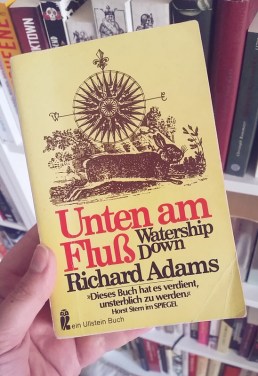 KTOWN
Unten am
Fluß
Watership
Down
Richard Adams
»Dieses Buch hat es verdient,
unsterblich zu werden.«
Horst Stern im SPIEGEL
ein Ullstein Buch